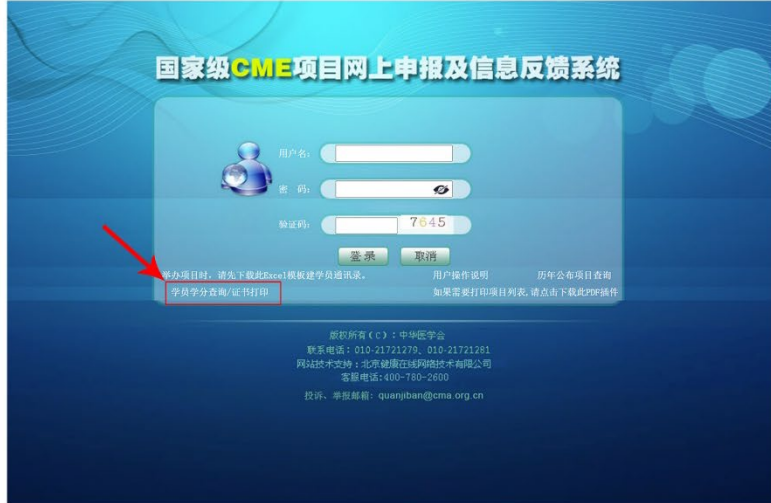 国家级CME项目网上申报及信息反馈系统
用户名:
密 码:
验证码: 7645
登录 取消
举办项目时，请先下载此Excel模板建学员通讯录。 用户操作说明 历年公布项目查询
学员学分查询/证书打印 如果需要打印项目列表,请点击下载此PDF插件
版权所有(C)：中华医学会
联系电话：010-21721279、010-21721281
网站技术支持：北京健康在线网络技术有限公司
客服电话:400-780-2600
投诉、举报邮箱: quanjiban@cma.org.cn